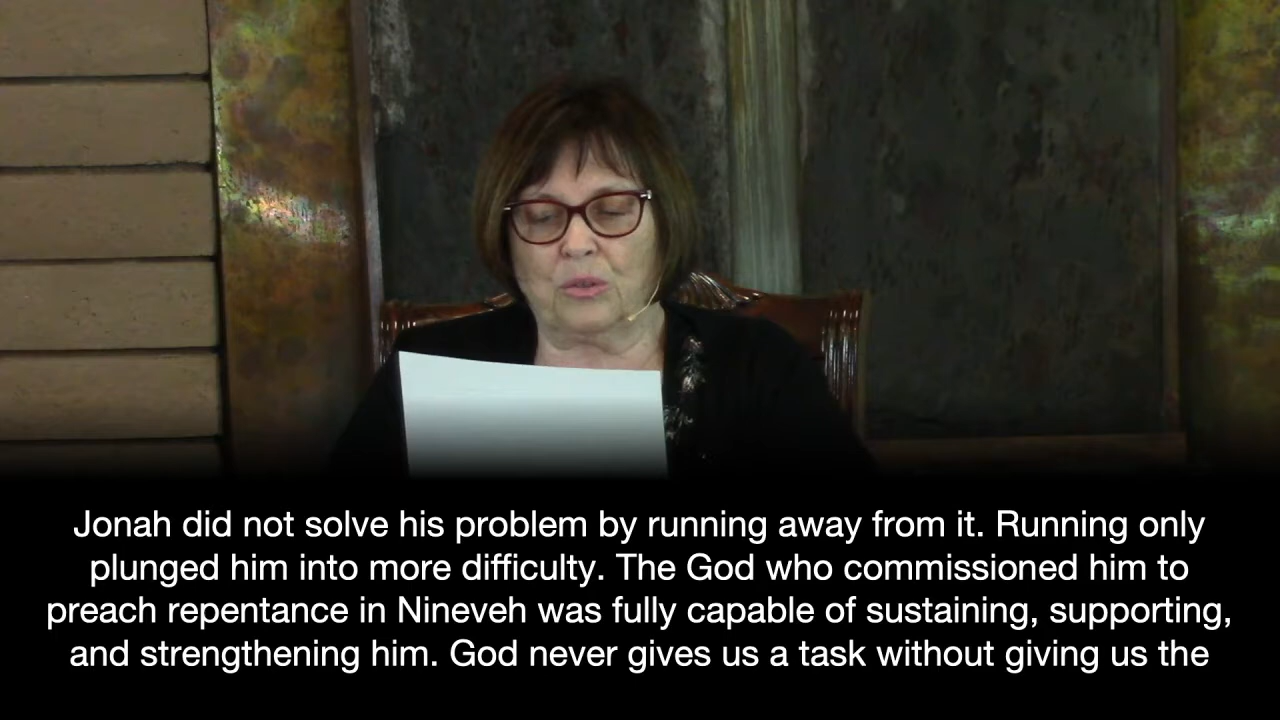 Jonah did not solve his problem by running away from it. Running only
plunged him into more difficulty. The God who commissioned him to
preach repentance in Nineveh was fully capable of sustaining, supporting,
and strengthening him. God never gives us a task without giving us the